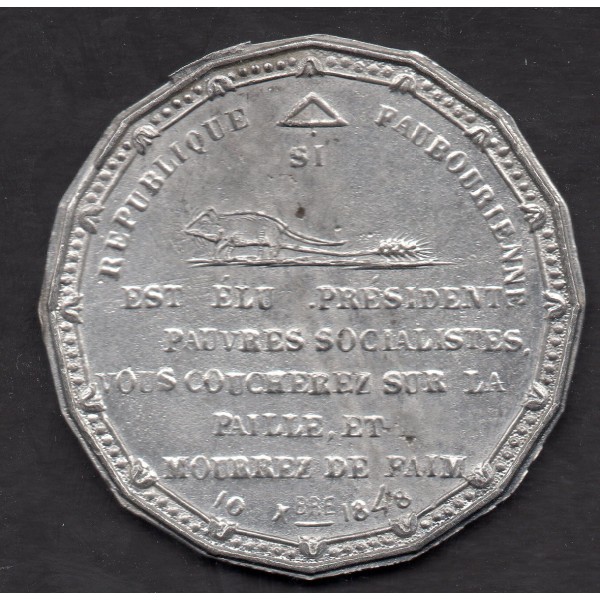 REPUBLIQUE FAUBOURIENNE
SI
EST ÉLU PRÉSIDENT
PAUVRES SOCIALISTES,
VOUS COUCHEREZ SUR LA
PAILLE, ET
MOURREZ DE FAIM
10 BRE 1848